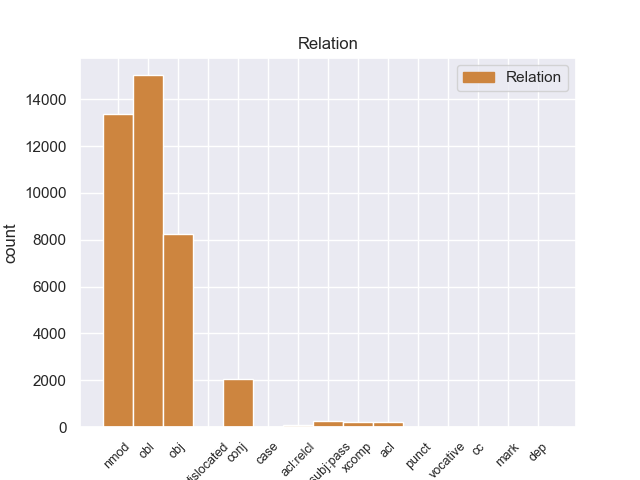 Relation
Relation
count
14000
12000
10000
8000
6000
4000
2000
0
nmod
obl
obj
dislocated
conj
case
acl:relcl
subj:pass
xcomp
acl
punct
vocative
cc
mark
dep